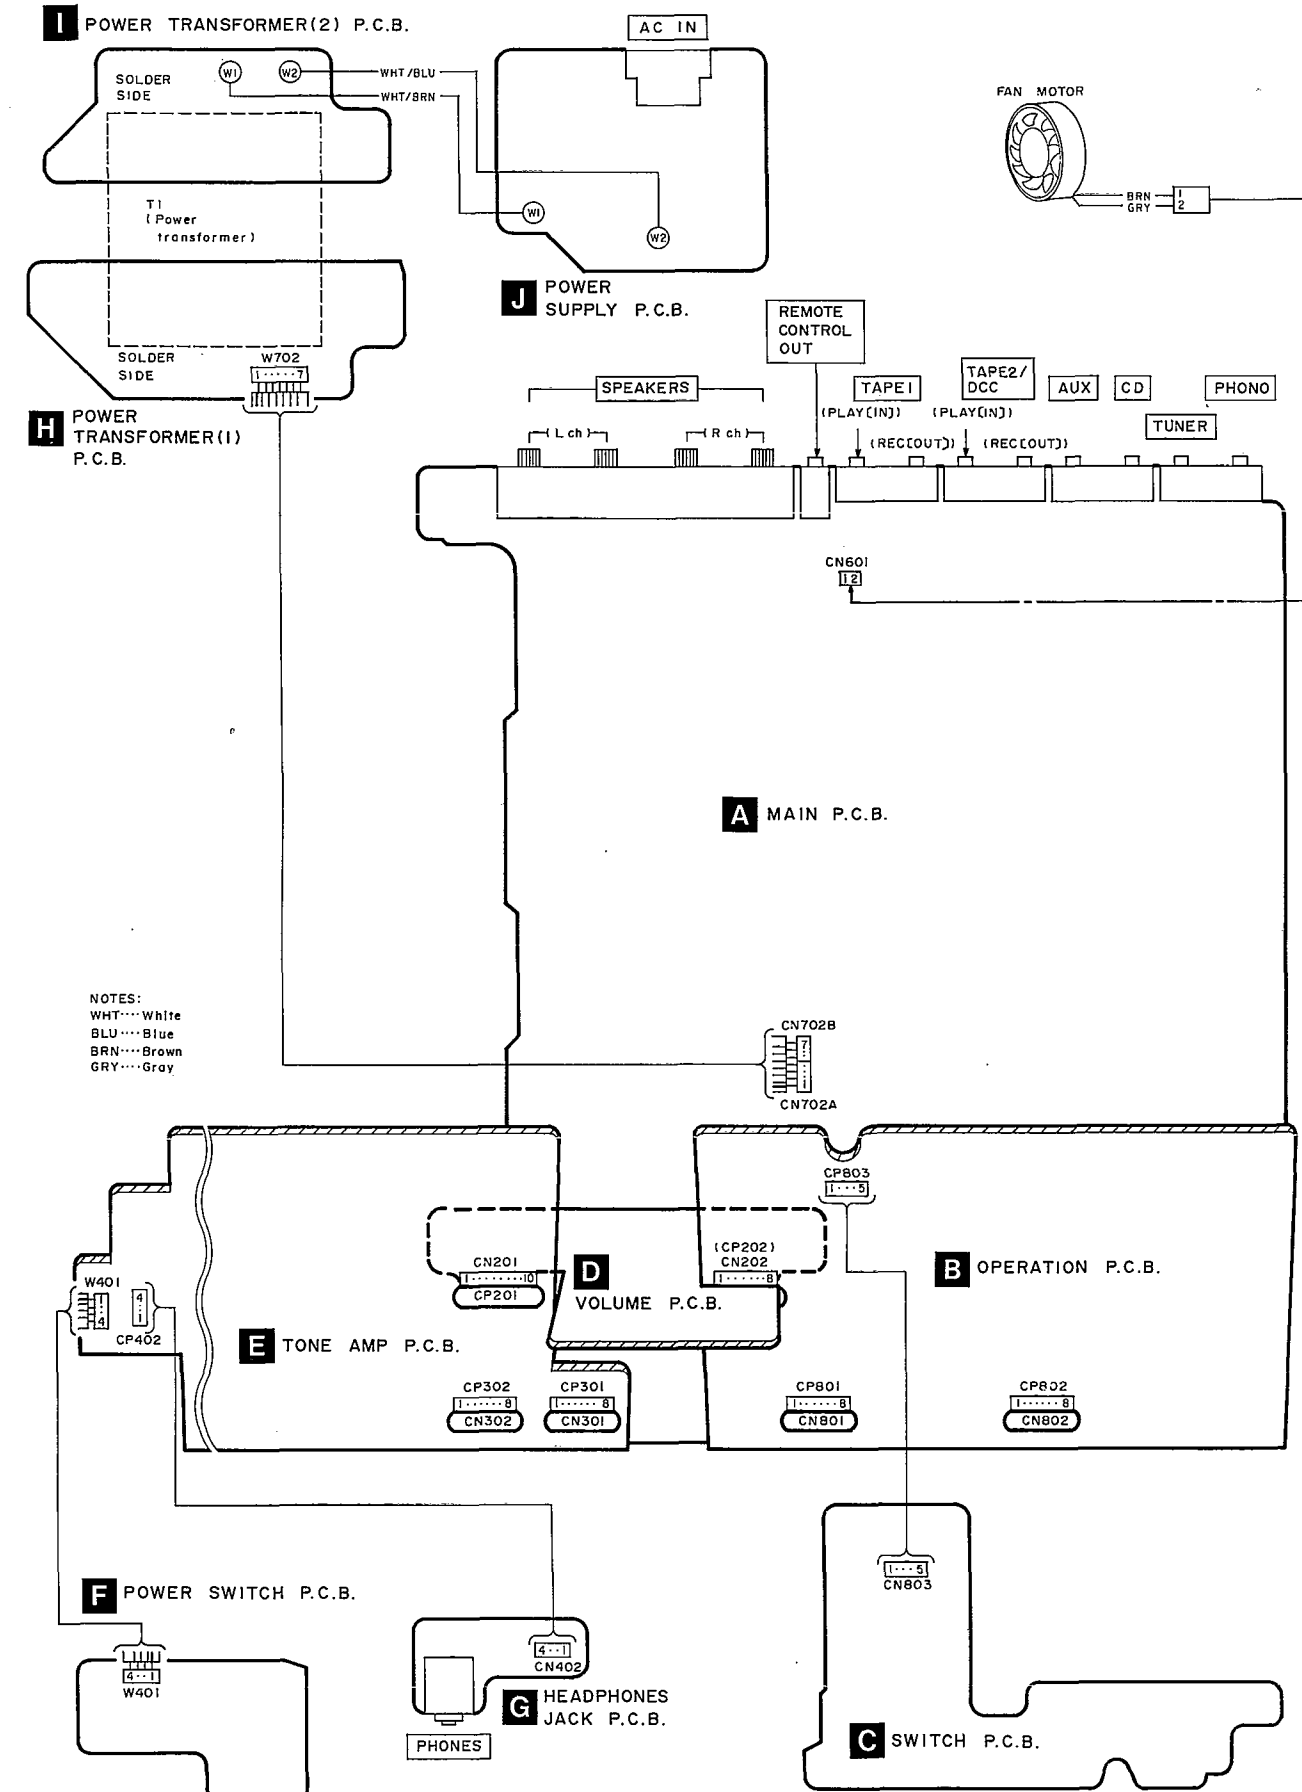 I POWER TRANSFORMER(2) P.C.B.
SOLDER
SIDE
W1
W2
WHT/BLU
WHT/BRN
AC IN
FAN MOTOR
BRN
GRY
1
2
T1
(Power
transformer)
W1
W2
J POWER
SUPPLY P.C.B.
SOLDER
SIDE
W702
1·····7
H POWER
TRANSFORMER(1)
P.C.B.
REMOTE
CONTROL
OUT
SPEAKERS
(L ch)
(R ch)
TAPE1
(PLAY[IN])
(REC[OUT])
TAPE2/
DCC
(PLAY[IN])
(REC[OUT])
AUX
CD
TUNER
PHONO
CN601
12
A MAIN P.C.B.
NOTES:
WHT····White
BLU····Blue
BRN····Brown
GRY····Gray
CN702B
7
1
CN702A
CP803
1···5
CN201
1·······10
CP201
D
VOLUME P.C.B.
(CP202)
CN202
1······8
B OPERATION P.C.B.
W401
1
4
4
1
CP402
E TONE AMP P.C.B.
CP302
1······8
CN302
CP301
1······8
CN301
CP801
1······8
CN801
CP802
1······8
CN802
1···5
CN803
F POWER SWITCH P.C.B.
4··1
W401
4··1
CN402
G HEADPHONES
JACK P.C.B.
PHONES
C SWITCH P.C.B.